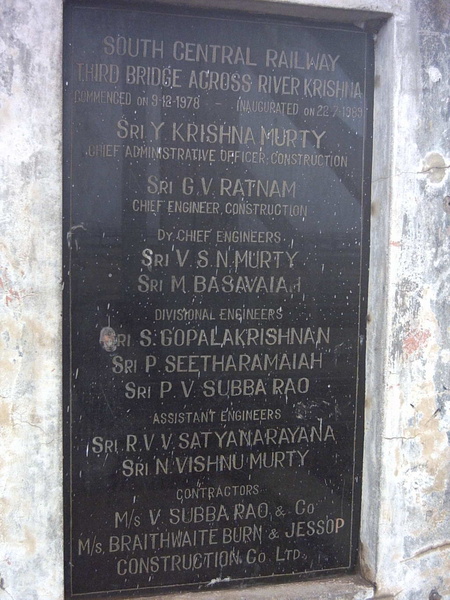 SOUTH CENTRAL RAILWAY
THIRD BRIDGE ACROSS RIVER KRISHNA
COMMENCED ON 9-12-1978 - INAUGURATED ON 22-7-1989
SRI Y KRISHNA MURTY
CHIEF ADMINISTRATIVE OFFICER, CONSTRUCTION
SRI G.V. RATNAM
CHIEF ENGINEER, CONSTRUCTION
DY. CHIEF ENGINEERS
SRI V.S.N. MURTY
SRI M. BASAVAIAH
DIVISIONAL ENGINEERS
SRI S. GOPALAKRISHNAN
SRI P. SEETHARAMAIAH
SRI P V SUBBA RAO
ASSISTANT ENGINEERS
SRI R.V.V. SATYANARAYANA
SRI N. VISHNU MURTY
CONTRACTORS
M/s V. SUBBA RAO, & CO
M/s, BRAITHWAITE BURN & JESSOP
CONSTRUCTION, CO. LTD.